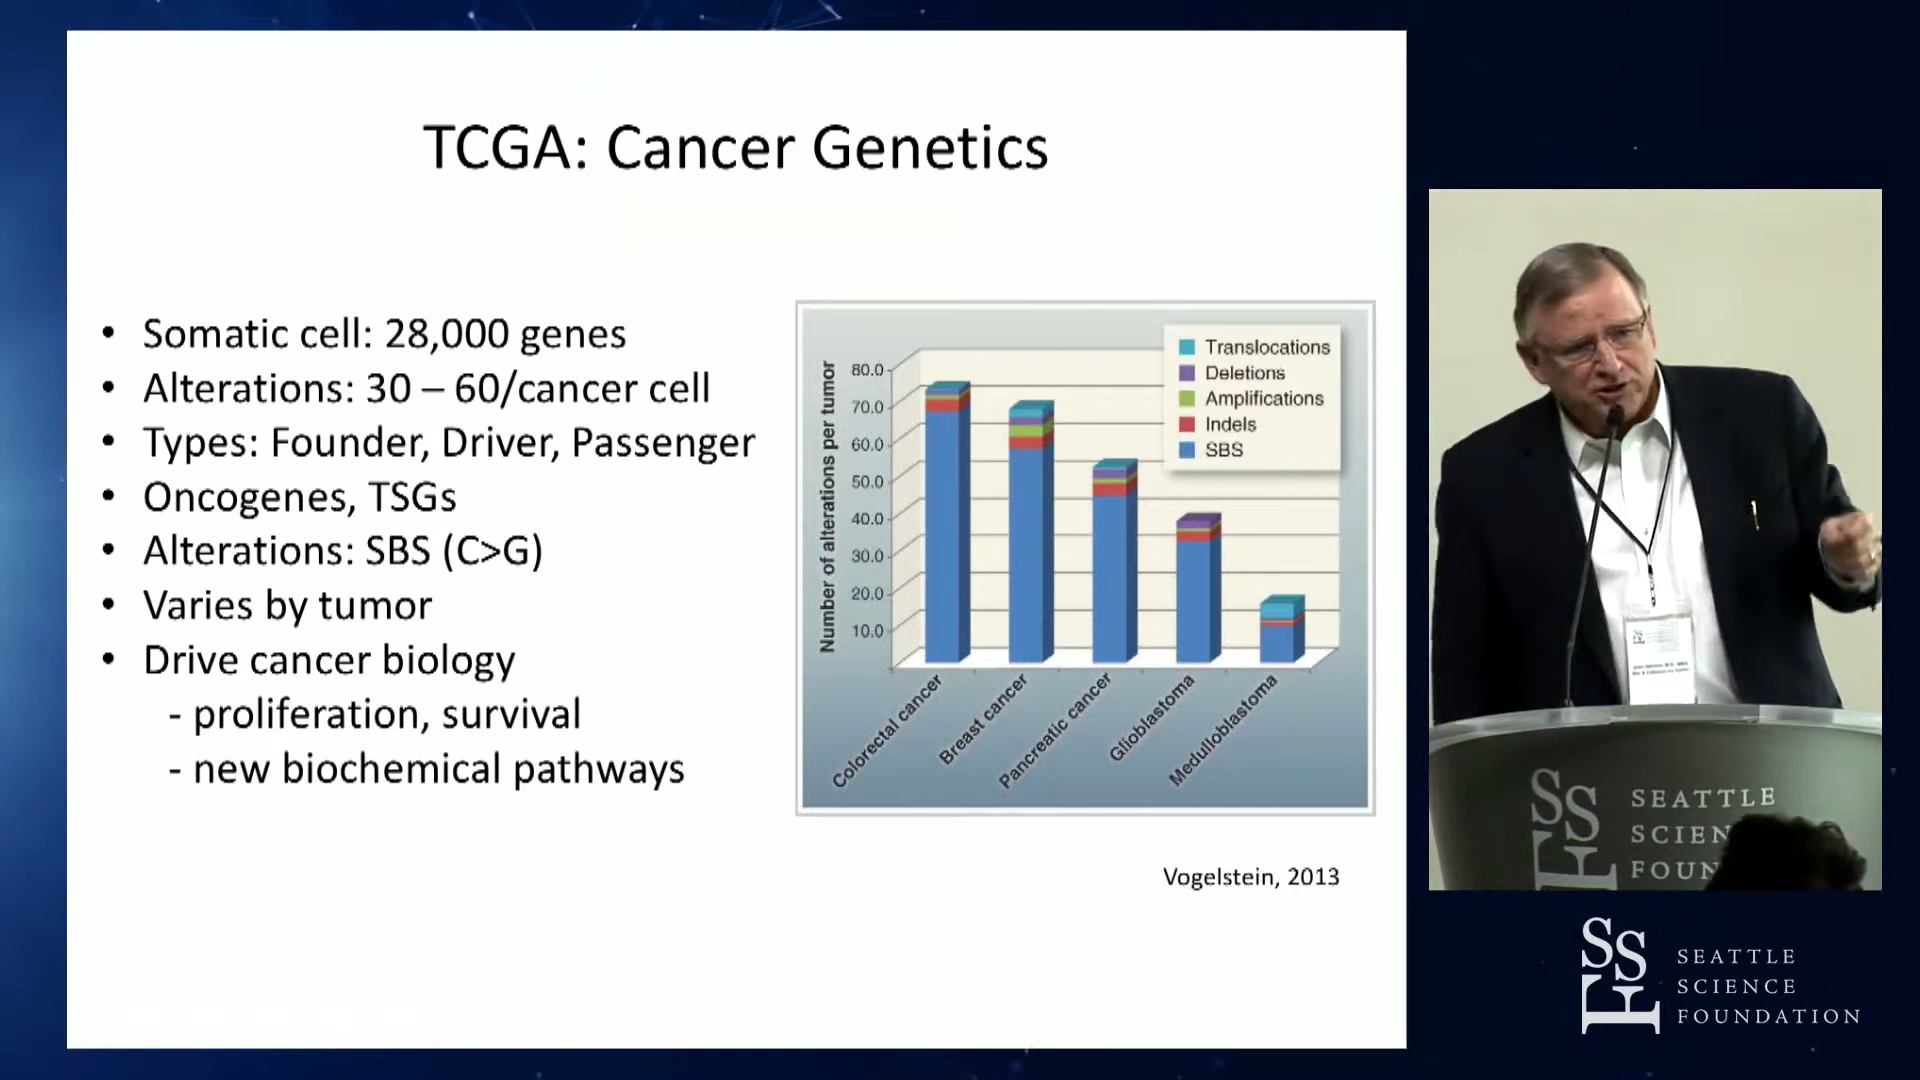 TCGA: Cancer Genetics
• Somatic cell: 28,000 genes
• Alterations: 30 – 60/cancer cell
• Types: Founder, Driver, Passenger
• Oncogenes, TSGs
• Alterations: SBS (C>G)
• Varies by tumor
• Drive cancer biology
- proliferation, survival
- new biochemical pathways
Number of alterations per tumor
80.0
70.0
60.0
50.0
40.0
30.0
20.0
10.0
Translocations
Deletions
Amplifications
Indels
SBS
Colorectal cancer
Breast cancer
Pancreatic cancer
Glioblastoma
Medulloblastoma
Vogelstein, 2013
SSF
SEATTLE
SCIEN
FOUN
SSF
SEATTLE
SCIENCE
FOUNDATION